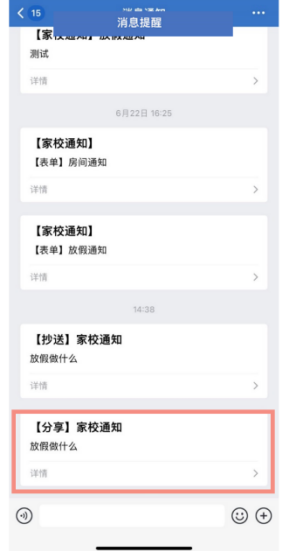 15
消息提醒
【家校通知】放假通知
测试
详情
6月22日 16:25
【家校通知】
【表单】房间通知
详情
【家校通知】
【表单】放假通知
详情
14:38
【抄送】家校通知
放假做什么
详情
【分享】家校通知
放假做什么
详情